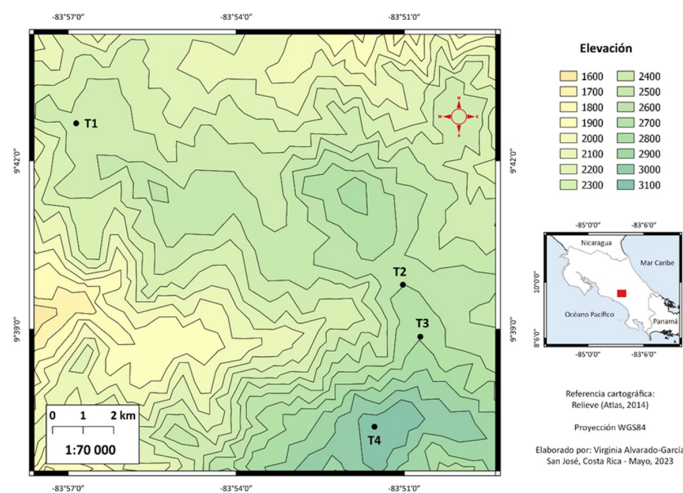 -83°57'0" -83°54'0" -83°51'0"
T1
9°42'0" 9°42'0"
T2
T3
9°39'0" 9°39'0"
T4
0 1 2 km
1:70 000
-83°57'0" -83°54'0" -83°51'0"
Elevación
1600 2400
1700 2500
1800 2600
1900 2700
2000 2800
2100 2900
2200 3000
2300 3100
-85°0'0" -83°6'0"
Nicaragua
Mar Caribe
10°0'0" 10°0'0"
Océano Pacífico
Panamá
8°6'0" 8°6'0"
-85°0'0" -83°6'0"
Referencia cartográfica:
Relieve (Atlas, 2014)
Proyección WGS84
Elaborado por: Virginia Alvarado-García
San José, Costa Rica - Mayo, 2023